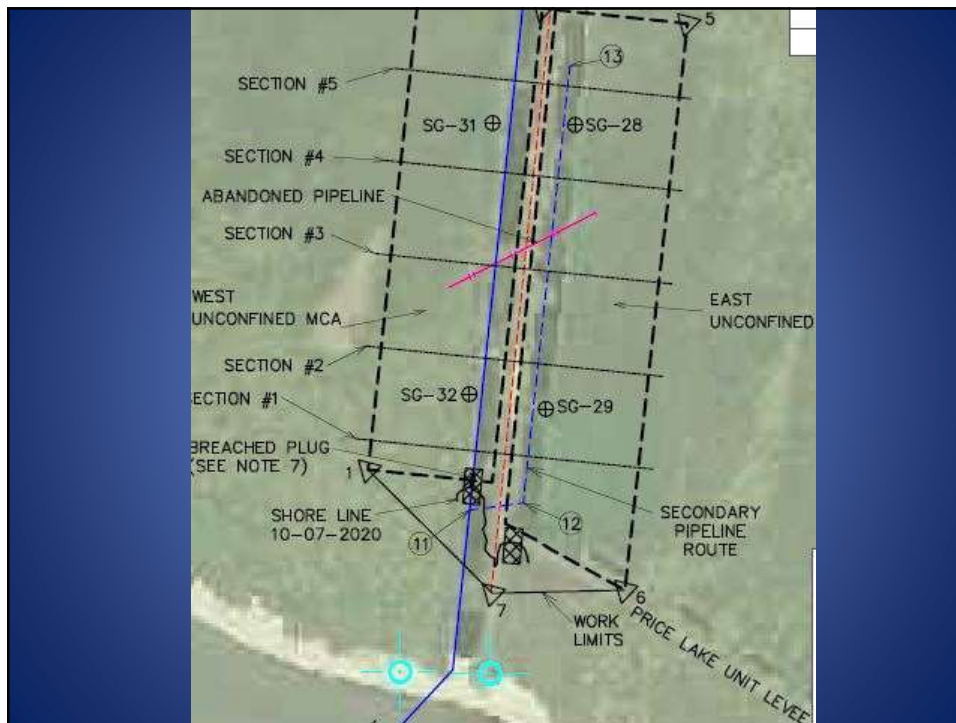 5
13
SECTION #5
SG-31
SG-28
SECTION #4
ABANDONED PIPELINE
SECTION #3
WEST
UNCONFINED MCA
EAST
UNCONFINED
SECTION #2
SG-32
SG-29
ECTION #1
BREACHED PLUG
(SEE NOTE 7)
1
SHORE LINE
10-07-2020
11
12
SECONDARY
PIPELINE
ROUTE
7
6
WORK
LIMITS
PRICE LAKE UNIT LEVEE